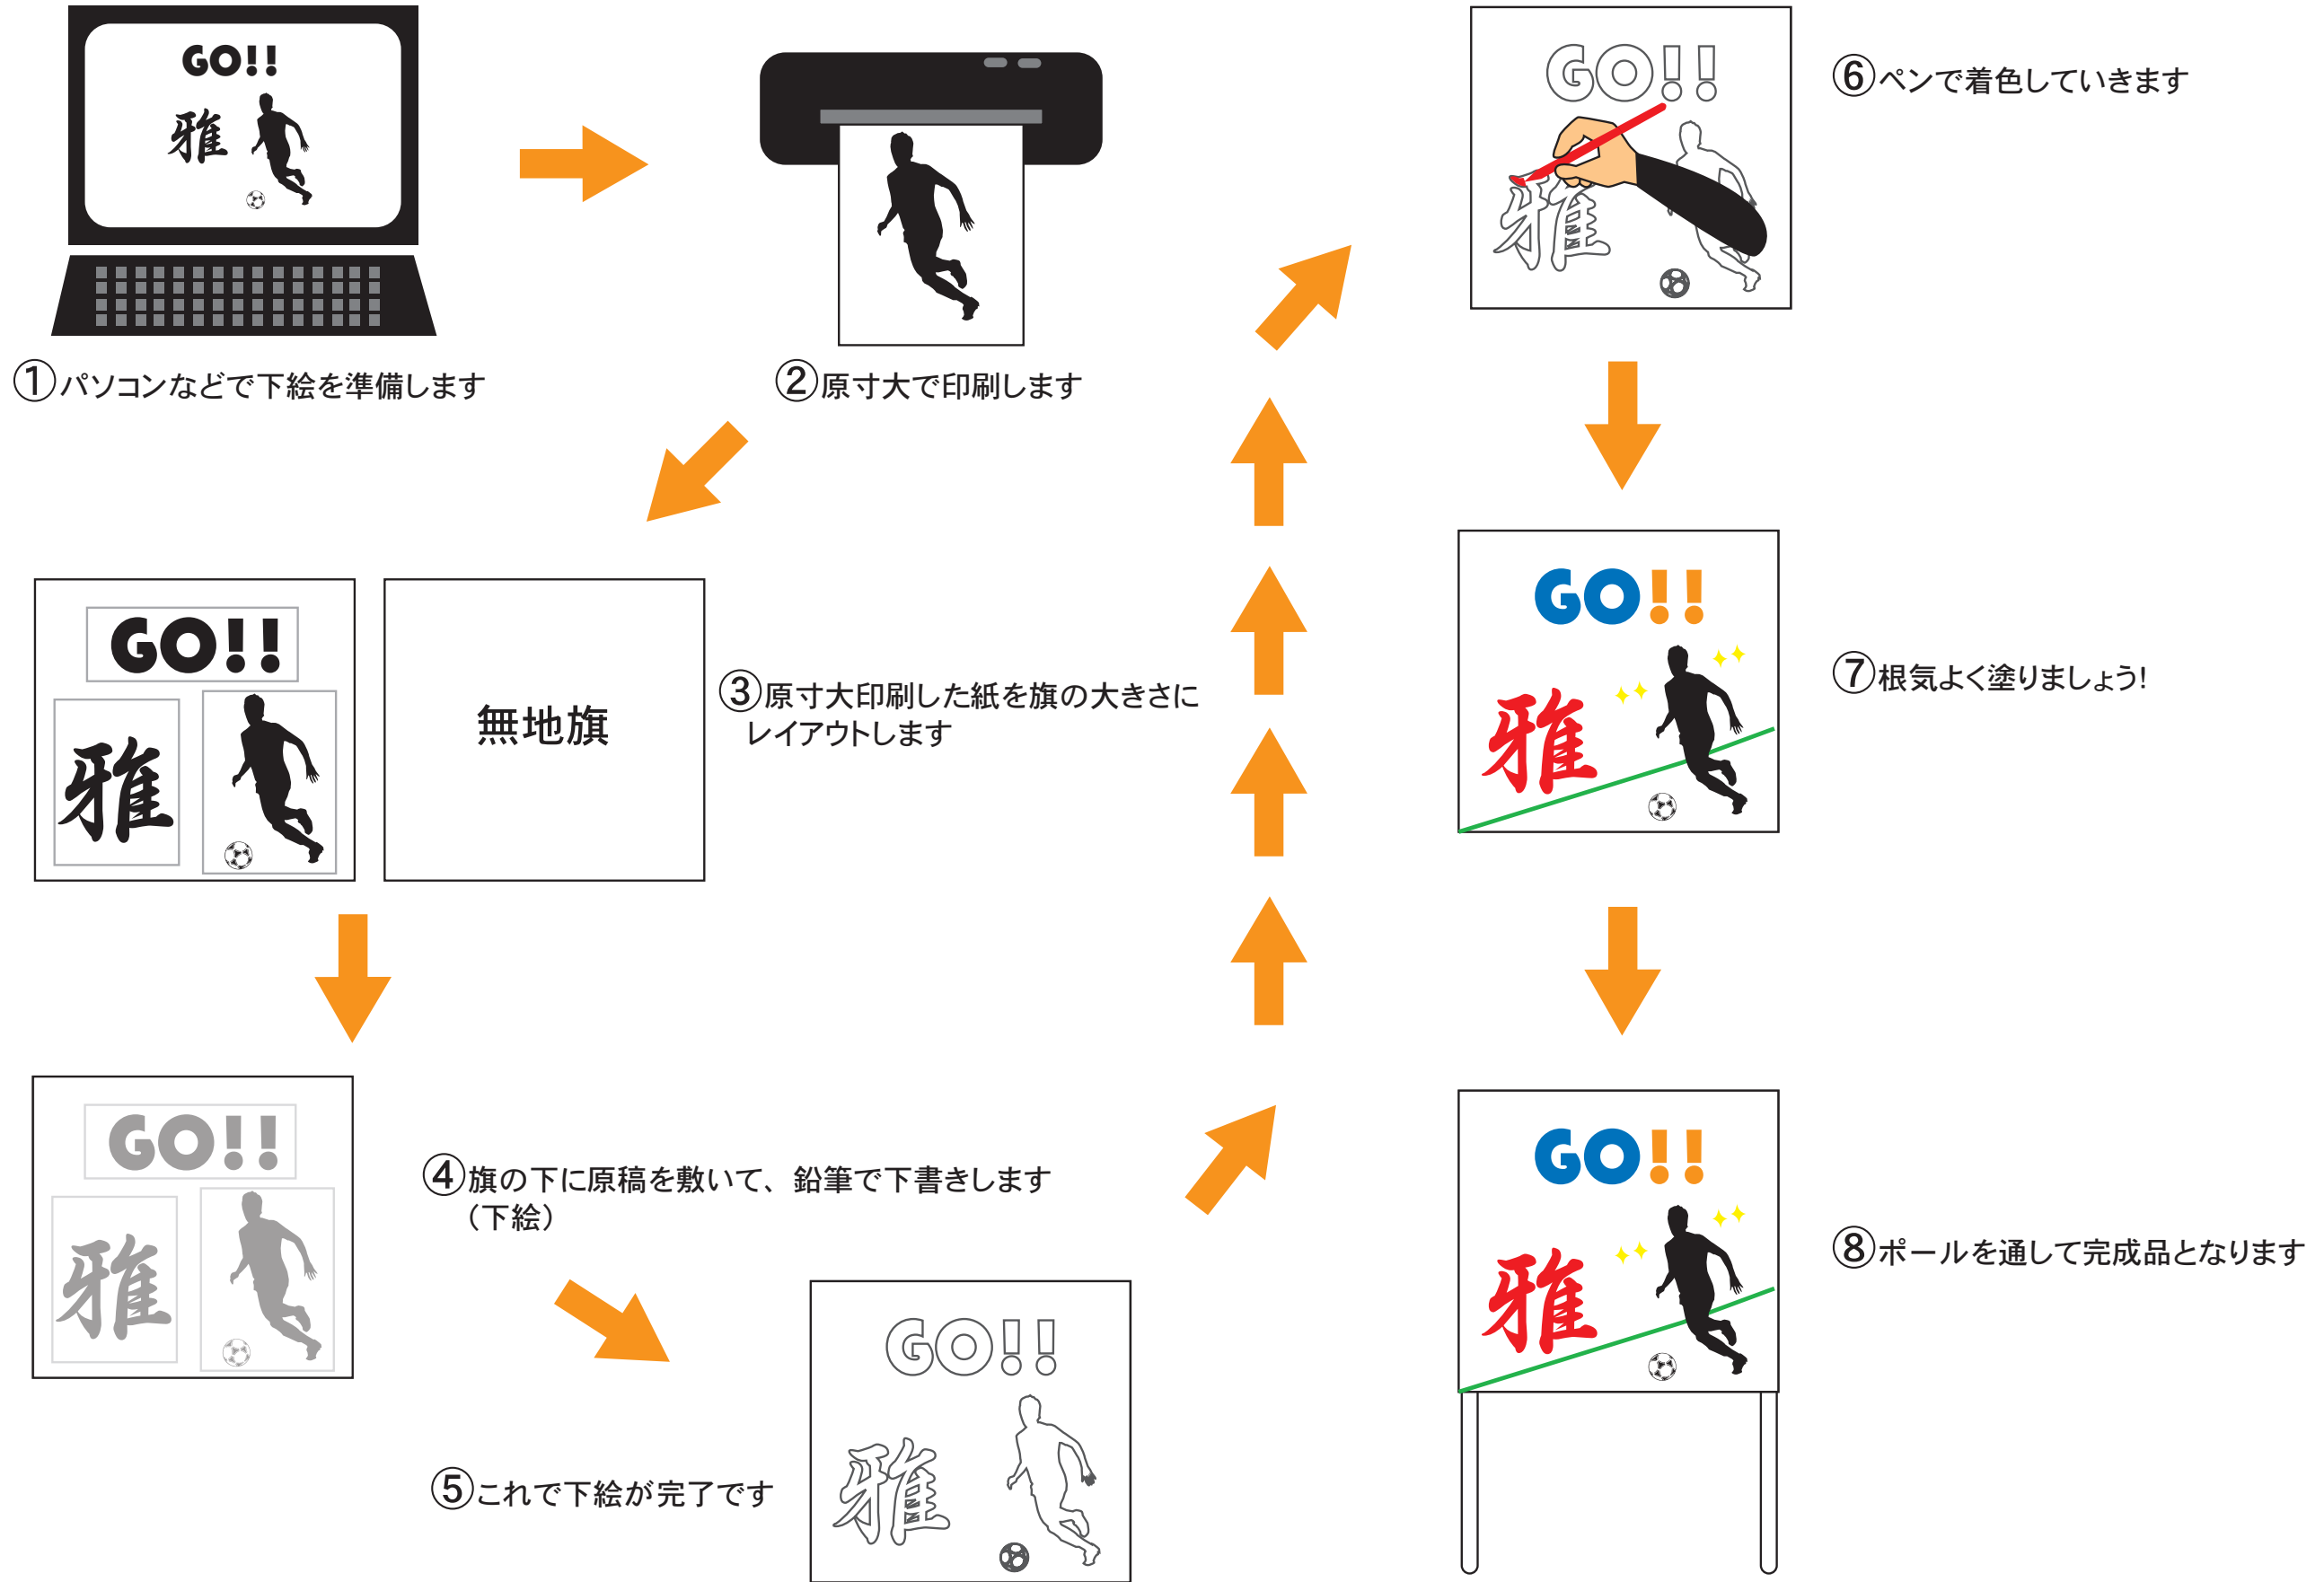 GO!!
雅
①パソコンなどで下絵を準備します
②原寸大で印刷します
GO!!
雅
無地旗
③原寸大印刷した紙を旗の大きさに
レイアウトします
GO!!
雅
④旗の下に原稿を敷いて、鉛筆で下書きします
（下絵）
GO!!
雅
⑤これで下絵が完了です
GO!!
雅
⑥ペンで着色していきます
GO!!
雅
⑦根気よく塗りましょう!
GO!!
雅
⑧ポールを通して完成品となります